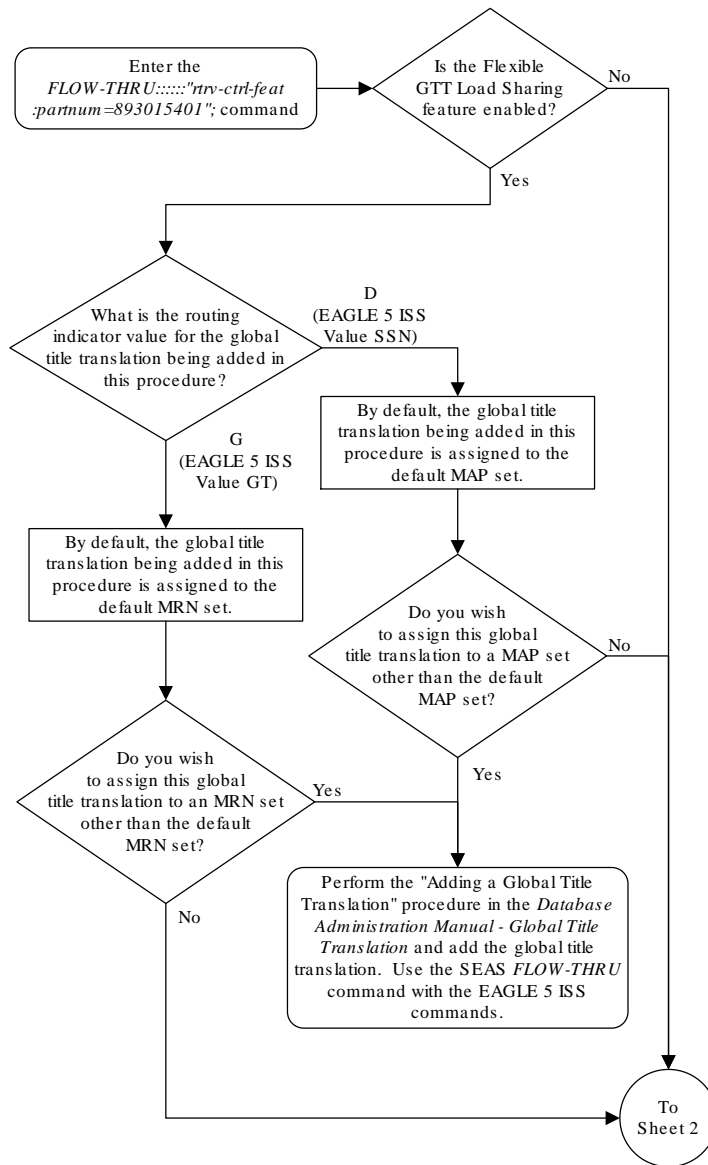 Enter the
FLOW-THRU::::::"rtrv-ctrl-feat
:partnum=893015401"; command
Is the Flexible
GTT Load Sharing
feature enabled?
No
Yes
What is the routing
indicator value for the global
title translation being added in
this procedure?
D
(EAGLE 5 ISS
Value SSN)
By default, the global title
translation being added in this
procedure is assigned to the
default MAP set.
G
(EAGLE 5 ISS
Value GT)
By default, the global title
translation being added in this
procedure is assigned to the
default MRN set.
Do you wish
to assign this global
title translation to a MAP set
other than the default
MAP set?
No
Yes
Do you wish
to assign this global
title translation to an MRN set
other than the default
MRN set?
Yes
No
Perform the "Adding a Global Title
Translation" procedure in the Database
Administration Manual - Global Title
Translation and add the global title
translation. Use the SEAS FLOW-THRU
command with the EAGLE 5 ISS
commands.
To
Sheet 2